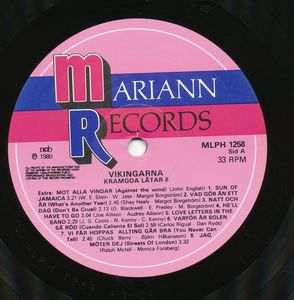 MARIANN
RECORDS
ncb
℗ 1980
MLPH 1258
Sid A
33 RPM
VIKINGARNA
KRAMGOA LÅTAR 8
Extra: MOT ALLA VINDAR (Against the wind) (John English) 1. SUN OF
JAMAICA 3.21 (W. E. Stein - W. Jass - Margot Borgström) 2. VAD GÖR ÄN ETT
ÅR (What's Another Year) 2.45 (Shay Healy - Margot Borgström) 3. NATT OCH
DAG (Don't Be Cruel) 2.13 (O. Blackwell - E. Presley - M. Borgström) 4. HE'LL
HAVE TO GO 3.04 (Joe Allison - Audrey Allison) 5. LOVE LETTERS IN THE
SAND 2.29 (J. S. Coots - N. Kenny - C. Kenny) 6. VARFÖR ÄR SOLEN
SÅ RÖD (Cuando Calienta El Sol) 2.59 (Carlos Rigual - Dan Ryds)
7. VI FÅR HOPPAS ALLTING GÅR BRA (You Never Can
Tell) 2.45 (Chuck Berry - Björn Håkansson) 8. JAG
MÖTER DEJ (Streets Of London) 3.32
(Ralph Mctell - Monica Forsberg)